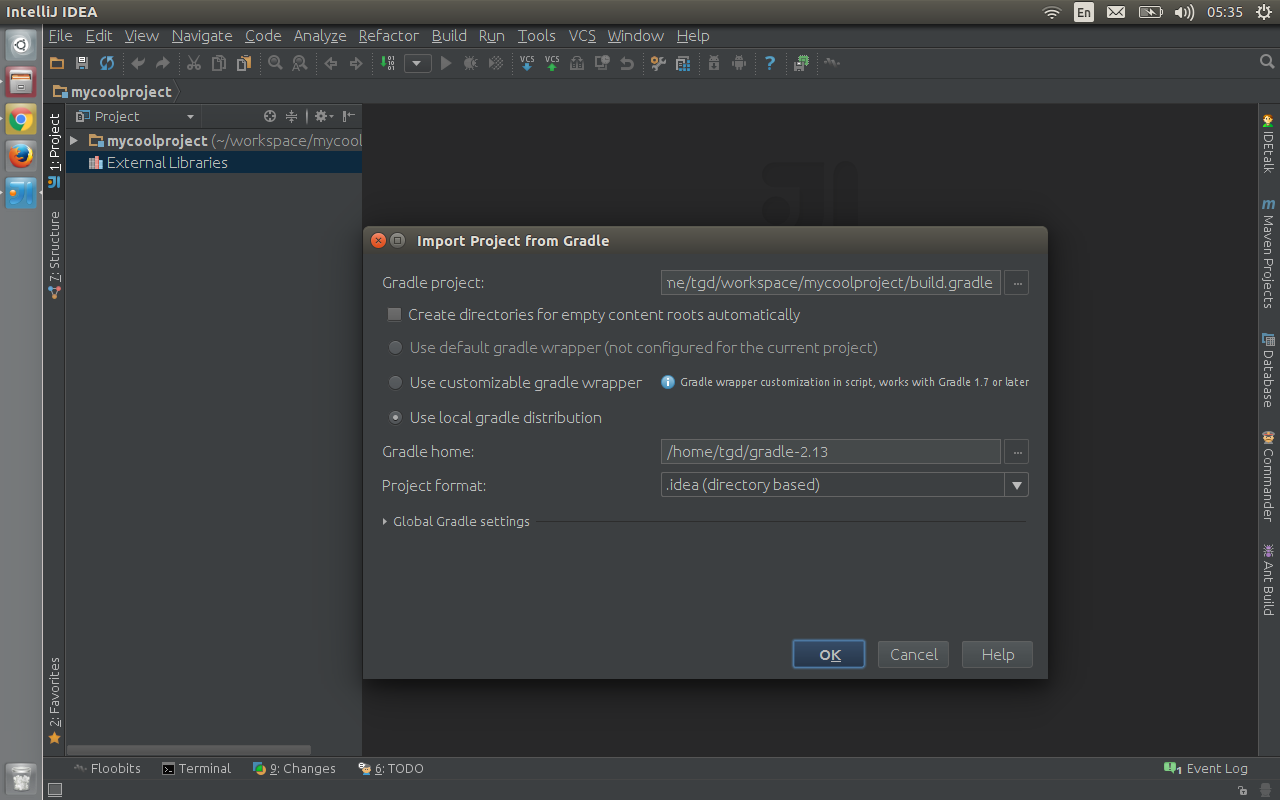 IntelliJ IDEA
En
05:35
File Edit View Navigate Code Analyze Refactor Build Run Tools VCS Window Help
VCS VCS
mycoolproject
Project
mycoolproject (~/workspace/mycool
External Libraries
1: Project
7: Structure
2: Favorites
Import Project from Gradle
Gradle project:
ne/tgd/workspace/mycoolproject/build.gradle
...
Create directories for empty content roots automatically
Use default gradle wrapper (not configured for the current project)
Use customizable gradle wrapper
Gradle wrapper customization in script, works with Gradle 1.7 or later
Use local gradle distribution
Gradle home:
/home/tgd/gradle-2.13
...
Project format:
.idea (directory based)
Global Gradle settings
OK
Cancel
Help
IDEtalk
Maven Projects
Database
Commander
Ant Build
Floobits
Terminal
9: Changes
6: TODO
1 Event Log